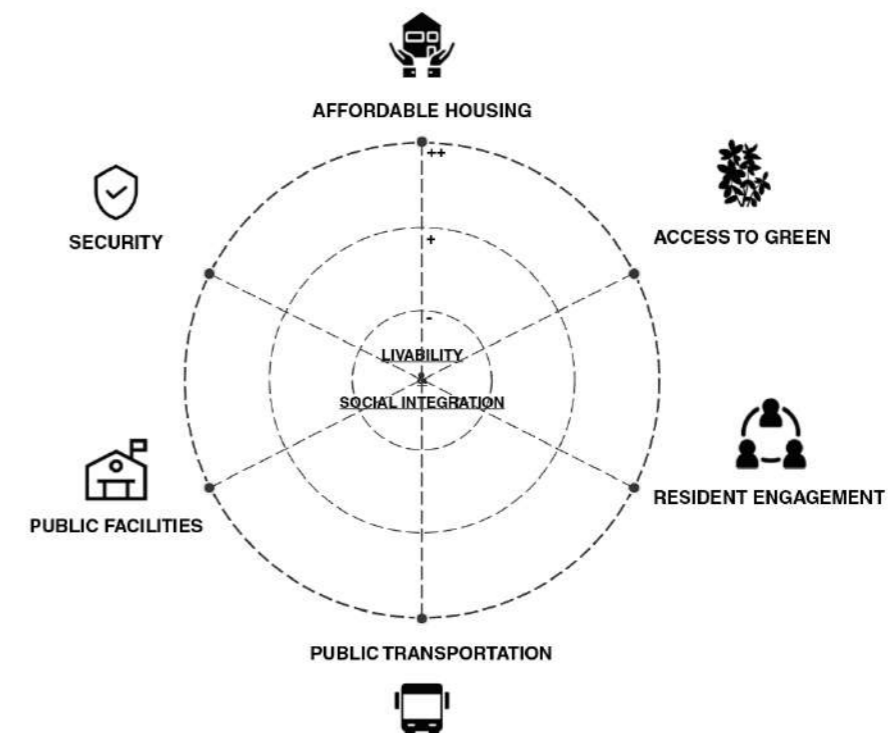 AFFORDABLE HOUSING
++
SECURITY
ACCESS TO GREEN
+
-
LIVABILITY
&
SOCIAL INTEGRATION
RESIDENT ENGAGEMENT
PUBLIC FACILITIES
PUBLIC TRANSPORTATION